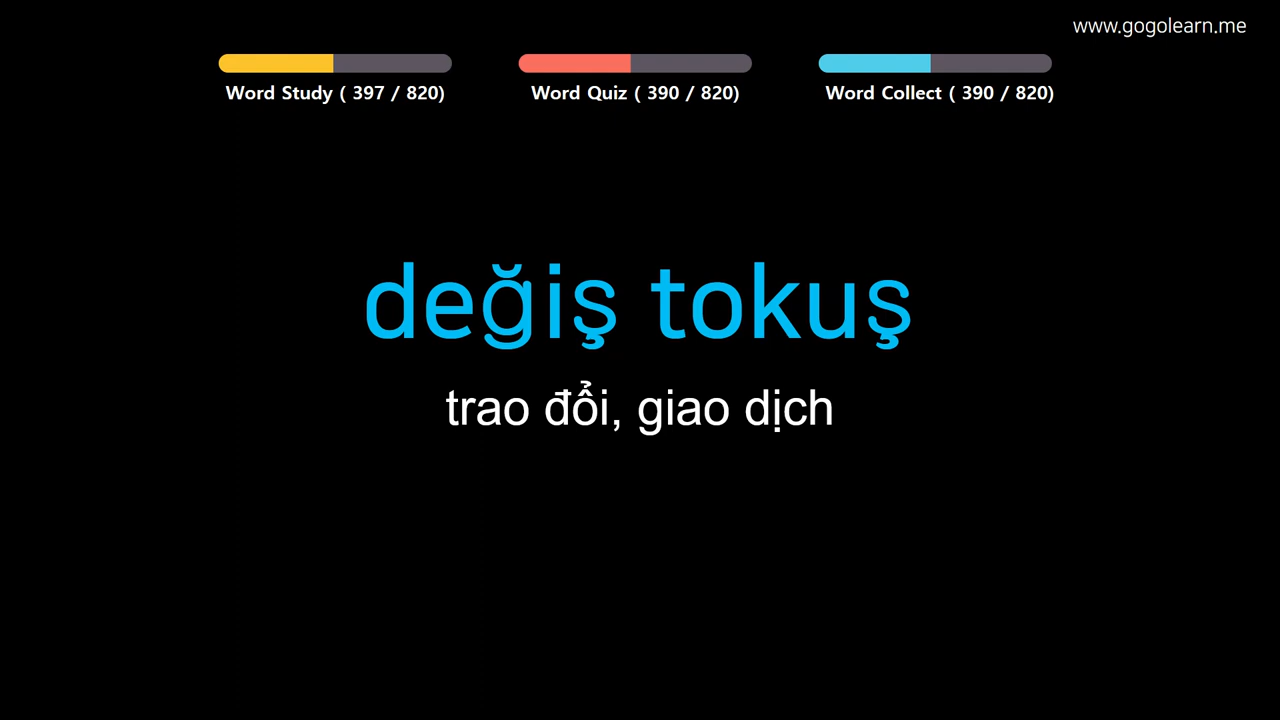 www.gogolearn.me
Word Study ( 397 / 820)
Word Quiz ( 390 / 820)
Word Collect ( 390 / 820)
değiş tokuş
trao đổi, giao dịch